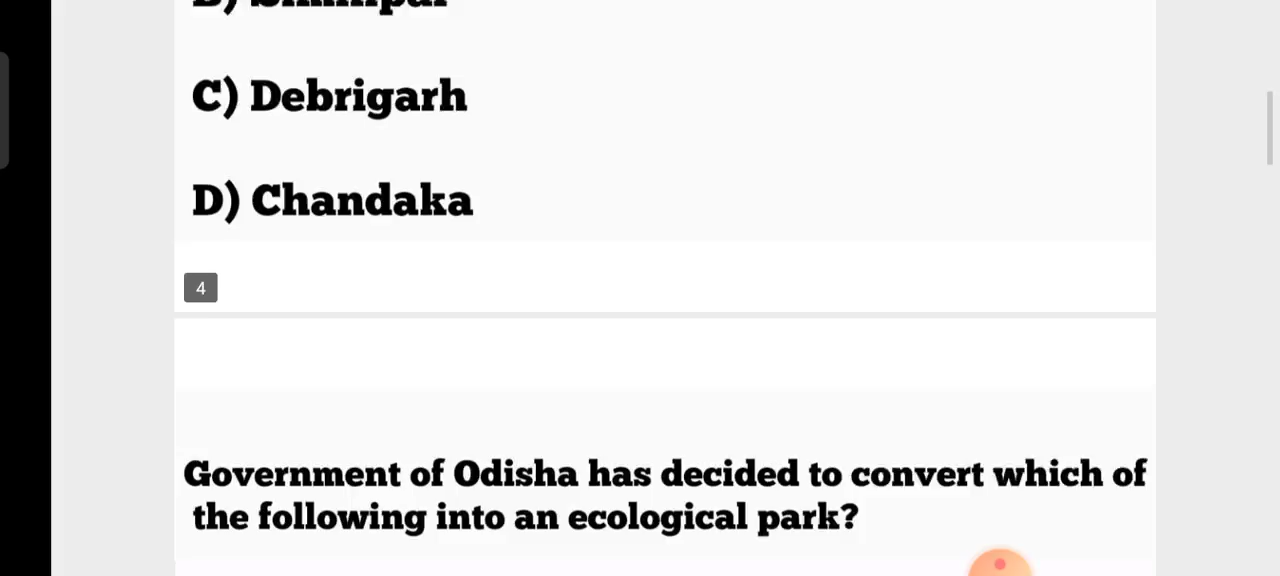 C) Debrigarh
D) Chandaka
4
Government of Odisha has decided to convert which of
the following into an ecological park?